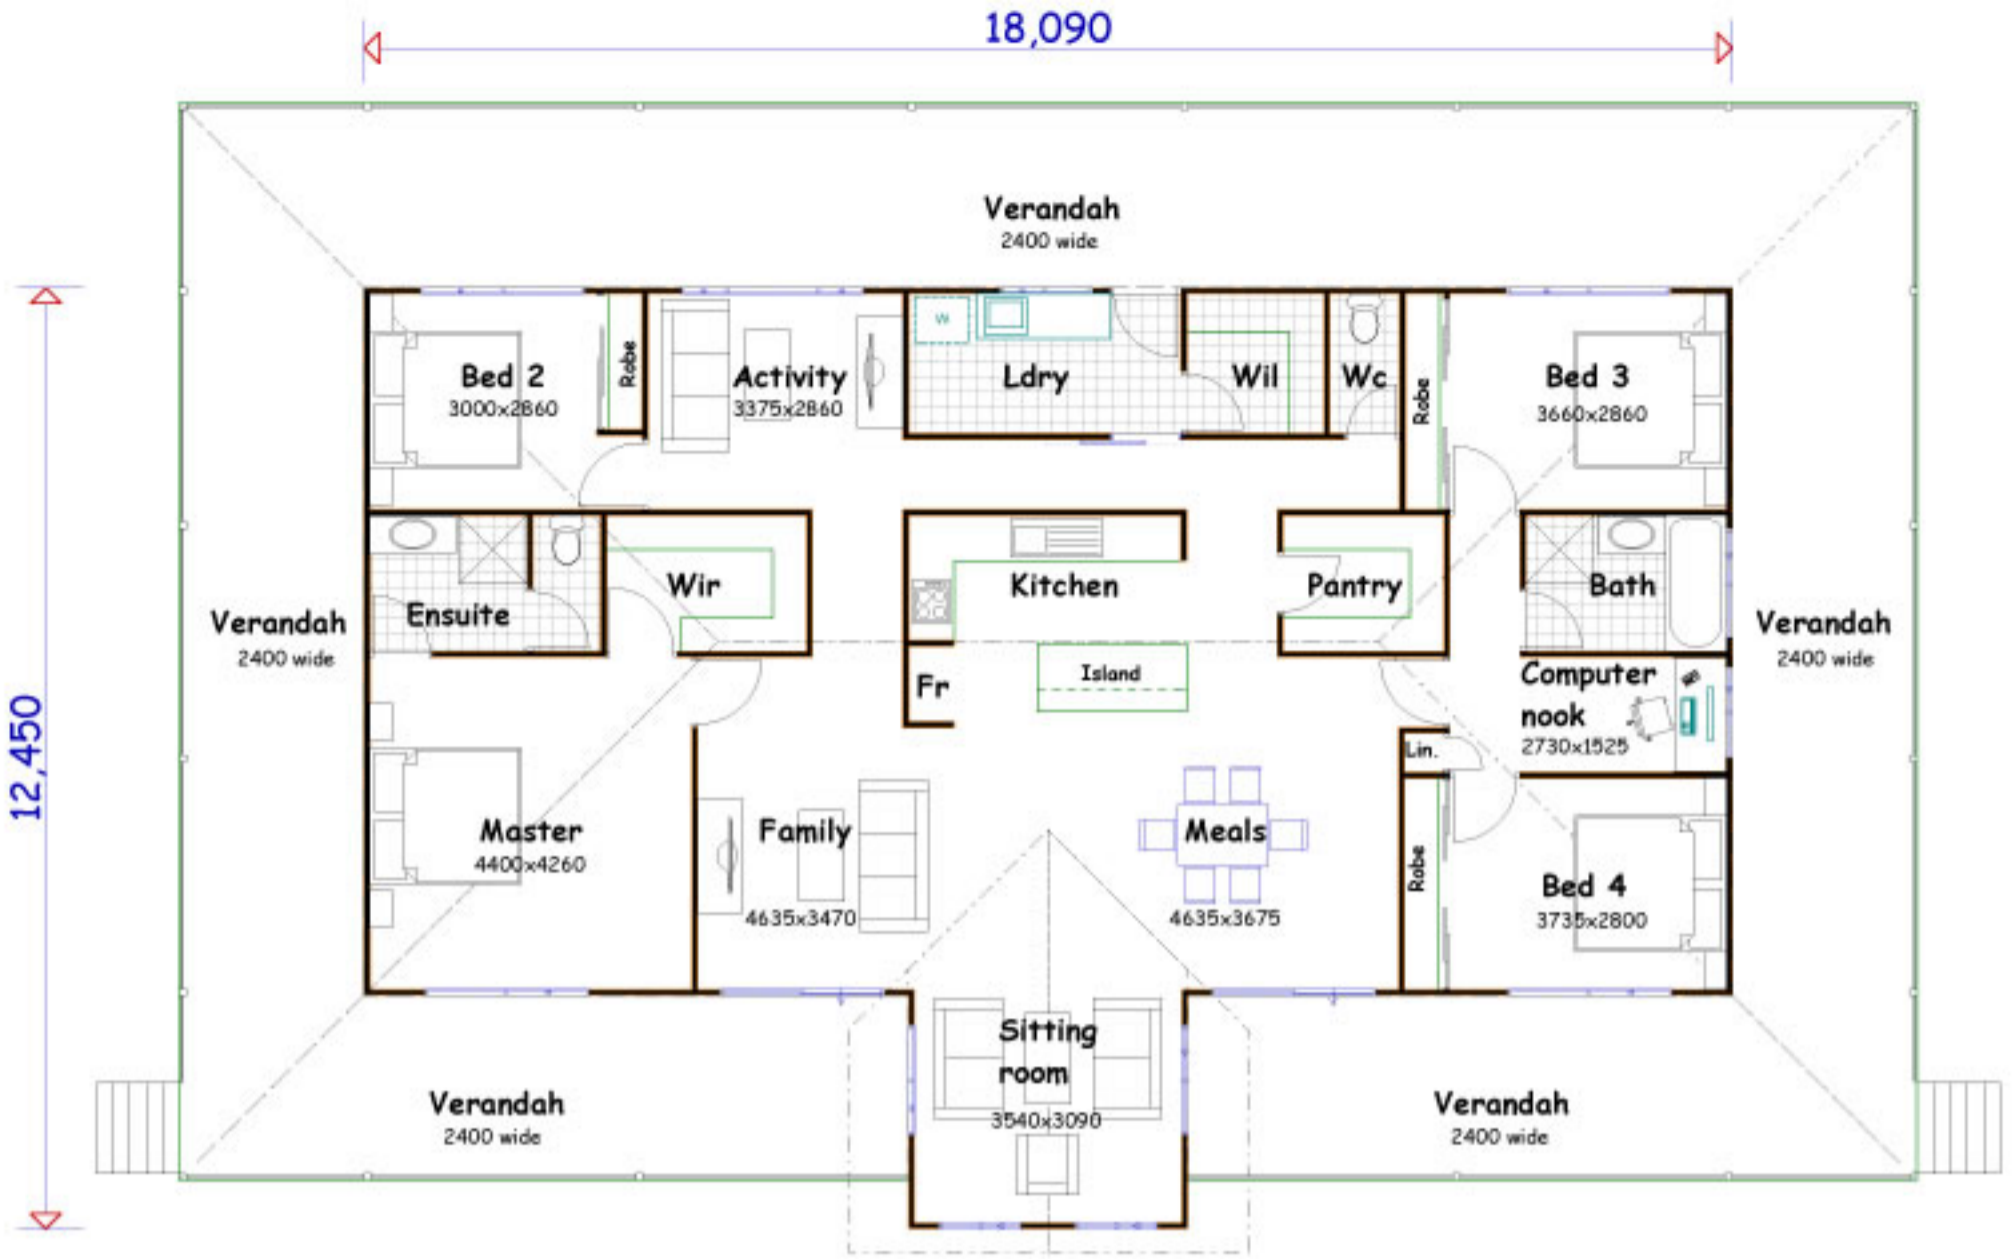 18,090
Verandah
2400 wide
12,450
Bed 2
3000x2860
Robe
Activity
3375x2860
W
Ldry
Wil
Wc
Robe
Bed 3
3660x2860
Verandah
2400 wide
Ensuite
Wir
Kitchen
Pantry
Bath
Verandah
2400 wide
Fr
Island
Computer
nook
2730x1525
Lin.
Master
4400x4260
Family
4635x3470
Meals
4635x3675
Robe
Bed 4
3735x2800
Sitting
room
3540x3090
Verandah
2400 wide
Verandah
2400 wide